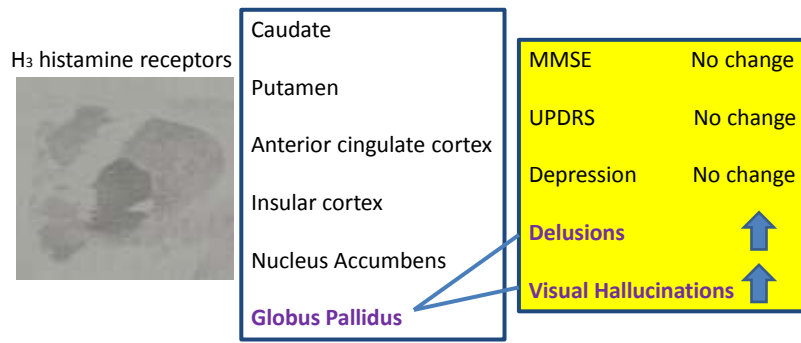 H3 histamine receptors
Caudate
Putamen
Anterior cingulate cortex
Insular cortex
Nucleus Accumbens
Globus Pallidus
MMSE No change
UPDRS No change
Depression No change
Delusions
Visual Hallucinations